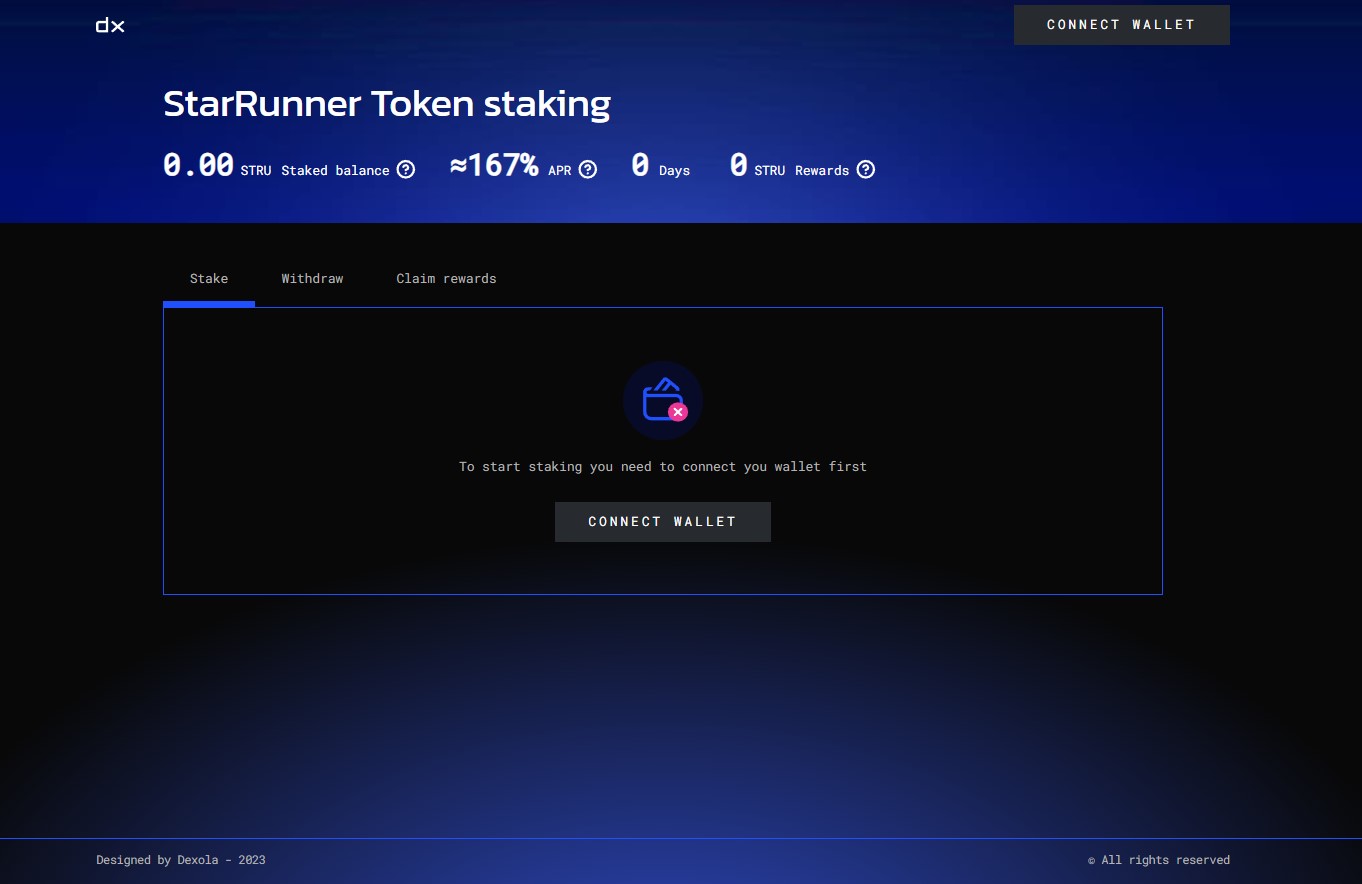 dx
CONNECT WALLET
StarRunner Token staking
0.00 STRU Staked balance ? ≈167% APR ? 0 Days 0 STRU Rewards ?
Stake Withdraw Claim rewards
To start staking you need to connect you wallet first
CONNECT WALLET
Designed by Dexola - 2023
© All rights reserved